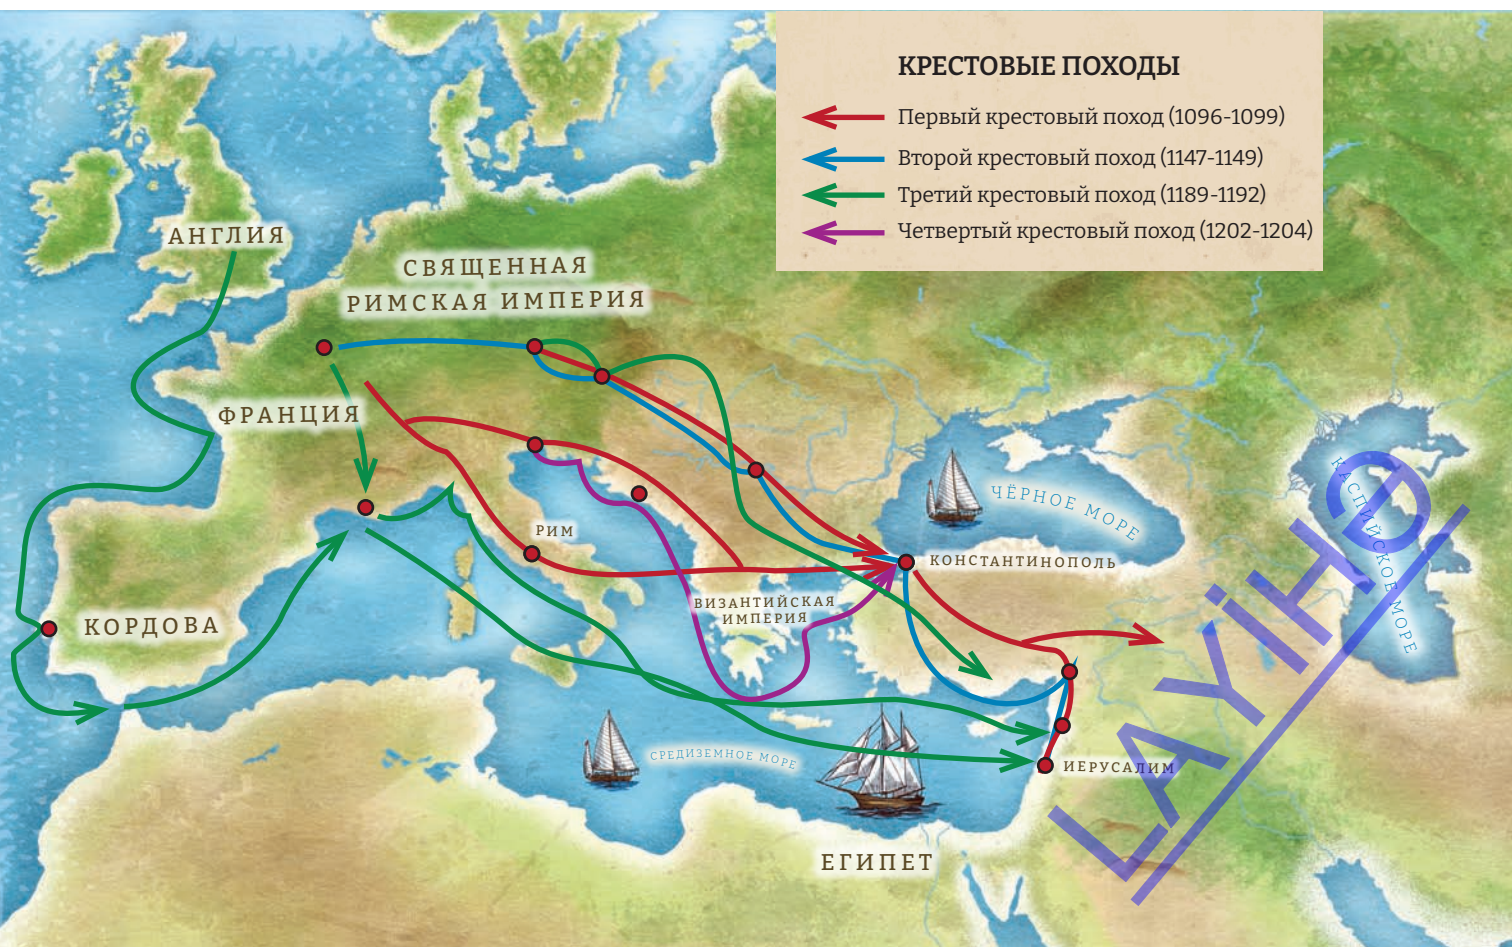 КРЕСТОВЫЕ ПОХОДЫ
Первый крестовый поход (1096-1099)
Второй крестовый поход (1147-1149)
Третий крестовый поход (1189-1192)
Четвертый крестовый поход (1202-1204)
АНГЛИЯ
СВЯЩЕННАЯ
РИМСКАЯ ИМПЕРИЯ
ФРАНЦИЯ
РИМ
ЧЁРНОЕ МОРЕ
КАСПИЙСКОЕ МОРЕ
КОНСТАНТИНОПОЛЬ
ВИЗАНТИЙСКАЯ
ИМПЕРИЯ
КОРДОВА
СРЕДИЗЕМНОЕ МОРЕ
ИЕРУСАЛИМ
ЕГИПЕТ
LAYİHƏ